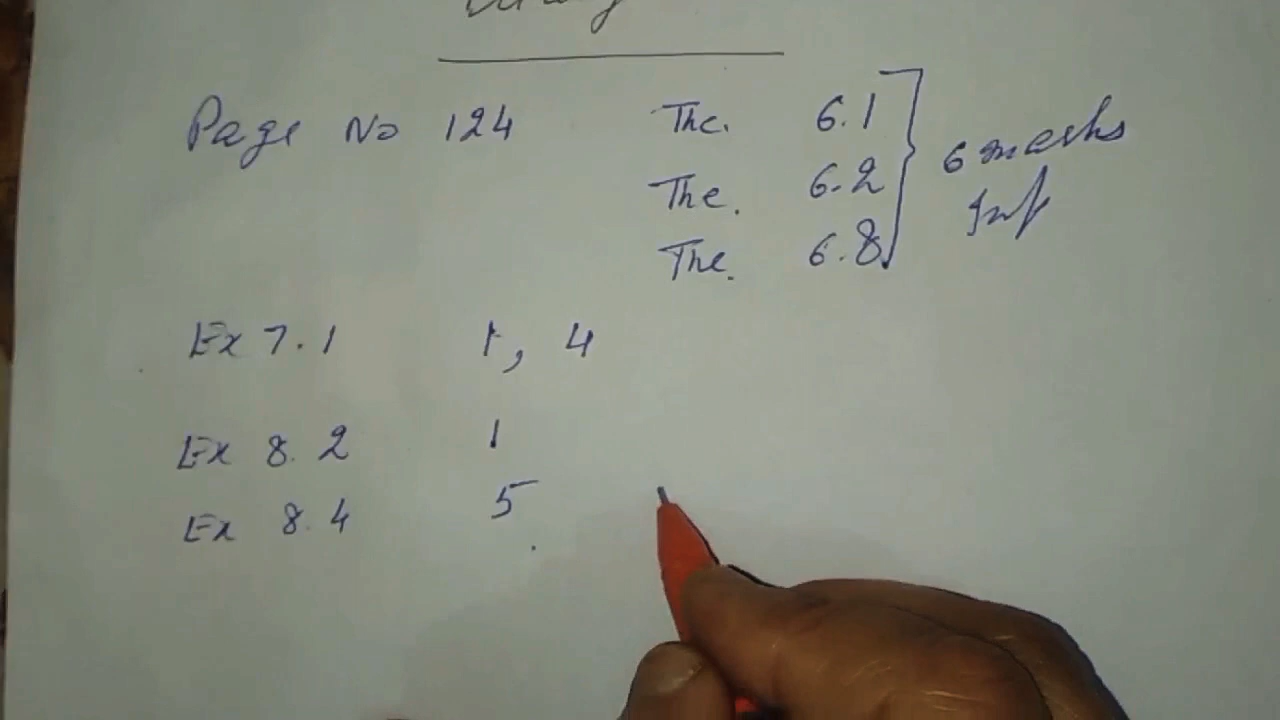 Page No 124 The. 6.1
The. 6.2 6 marks
The. 6.8
Ex 7.1 1, 4
Ex 8.2 1
Ex 8.4 5